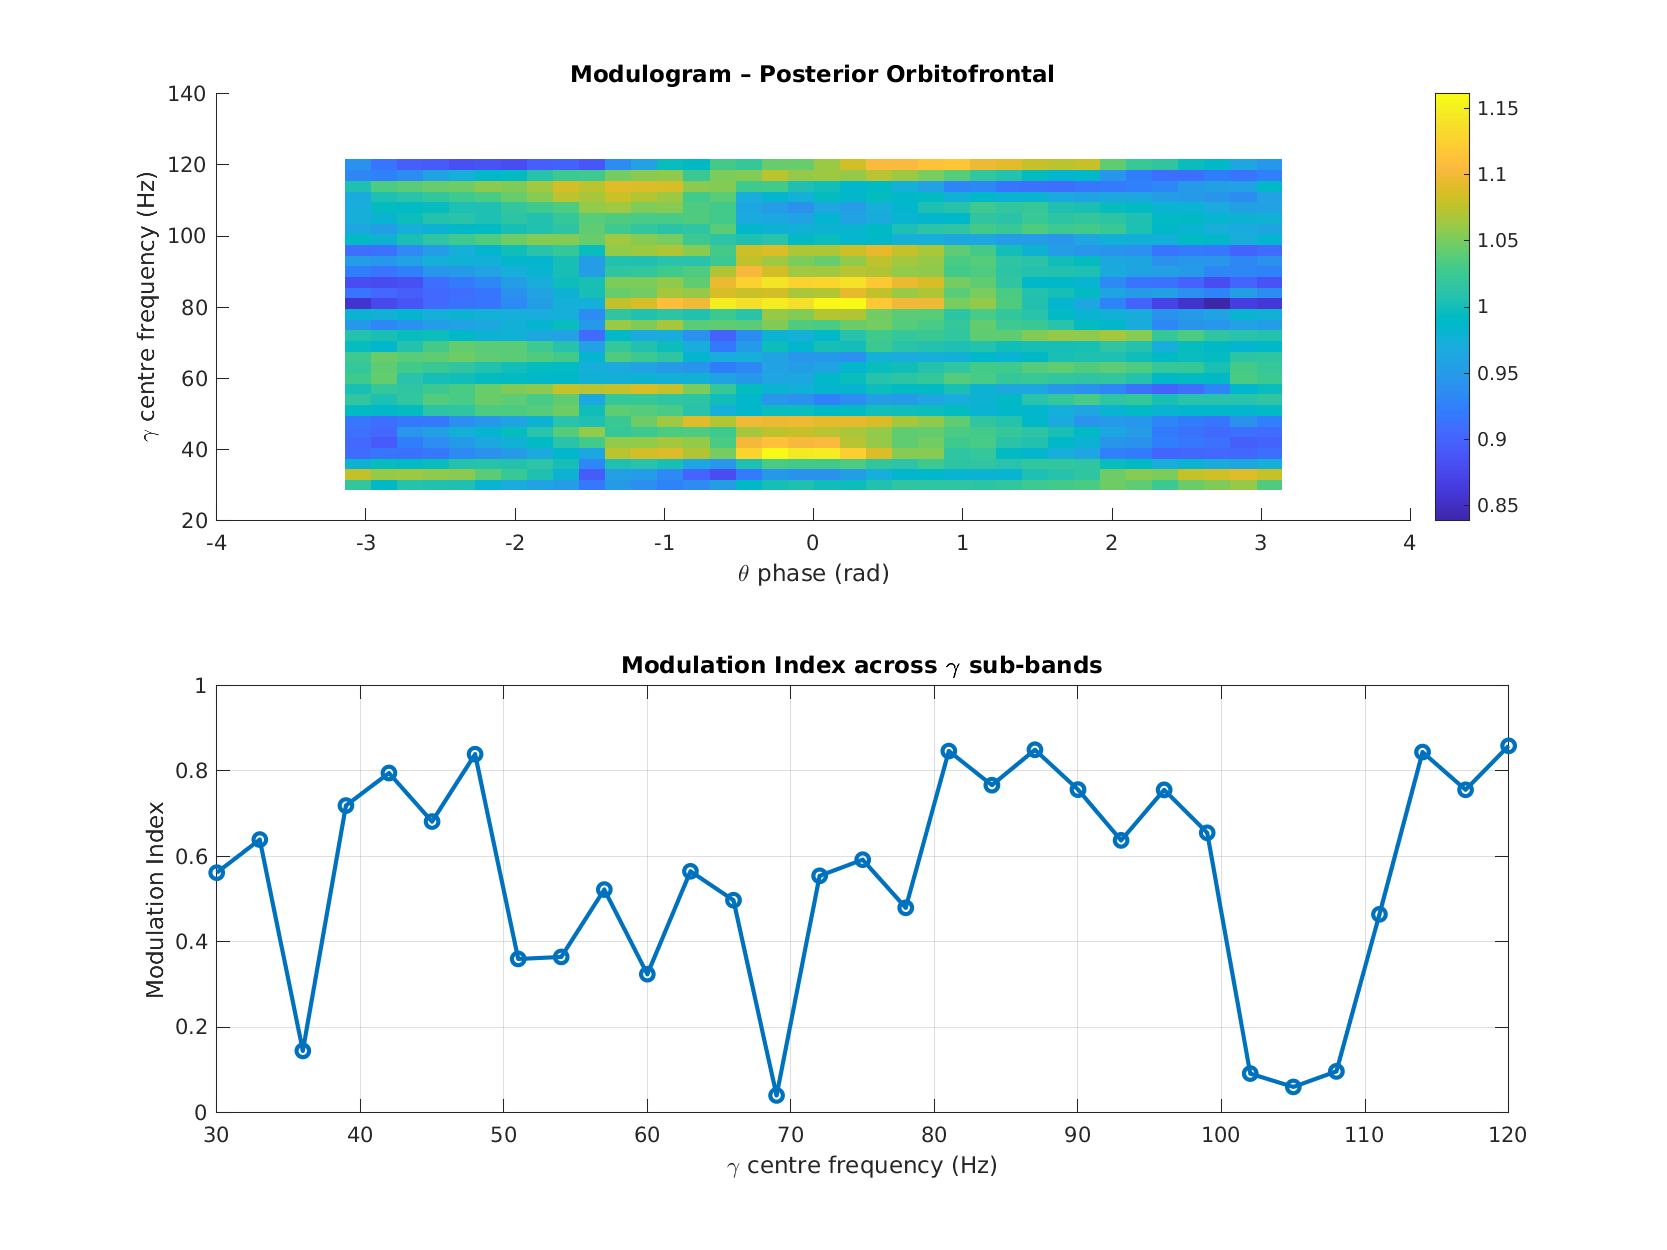 Modulogram – Posterior Orbitofrontal
140
120
100
80
60
40
20
γ centre frequency (Hz)
-4 -3 -2 -1 0 1 2 3 4
θ phase (rad)
1.15
1.1
1.05
1
0.95
0.9
0.85
Modulation Index across γ sub-bands
1
0.8
0.6
0.4
0.2
0
Modulation Index
30 40 50 60 70 80 90 100 110 120
γ centre frequency (Hz)